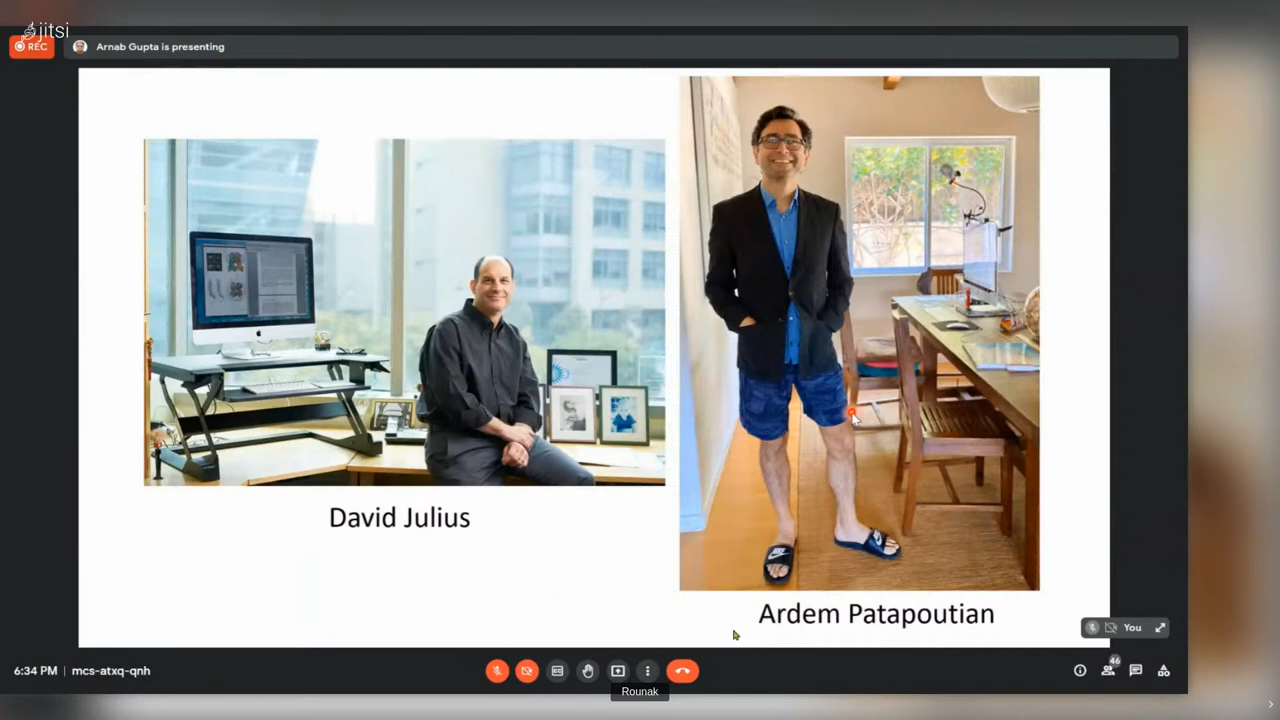 jitsi
REC
Arnab Gupta is presenting
David Julius
Ardem Patapoutian
You
6:34 PM | mcs-atxq-qnh
46
Rounak